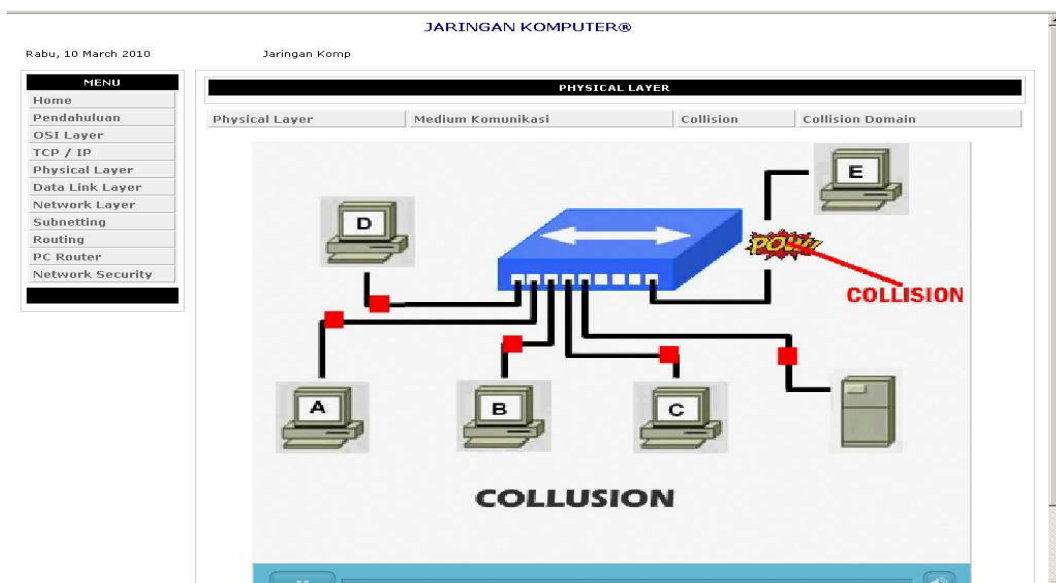 JARINGAN KOMPUTER®
Rabu, 10 March 2010 Jaringan Komp
MENU
Home
Pendahuluan
OSI Layer
TCP / IP
Physical Layer
Data Link Layer
Network Layer
Subnetting
Routing
PC Router
Network Security
PHYSICAL LAYER
Physical Layer Medium Komunikasi Collision Collision Domain
E
D
POW
COLLISION
A
B
C
COLLUSION